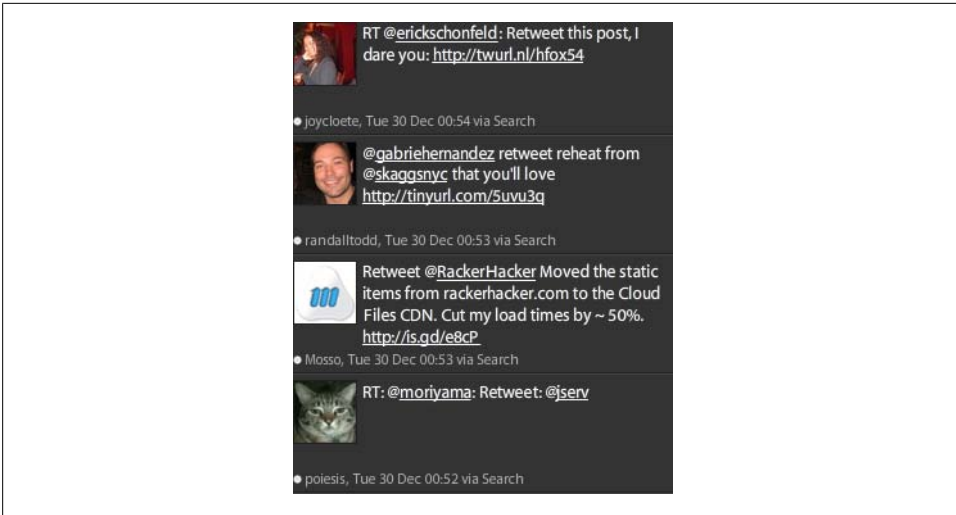 RT @erickschonfeld: Retweet this post, I
dare you: http://twurl.nl/hfox54
joycloete, Tue 30 Dec 00:54 via Search
@gabriehernandez retweet reheat from
@skaggsnyc that you'll love
http://tinyurl.com/5uvu3q
randalltodd, Tue 30 Dec 00:53 via Search
Retweet @RackerHacker Moved the static
items from rackerhacker.com to the Cloud
Files CDN. Cut my load times by ~ 50%.
http://is.gd/e8cP
Mosso, Tue 30 Dec 00:53 via Search
RT: @moriyama: Retweet: @jserv
poiesis, Tue 30 Dec 00:52 via Search